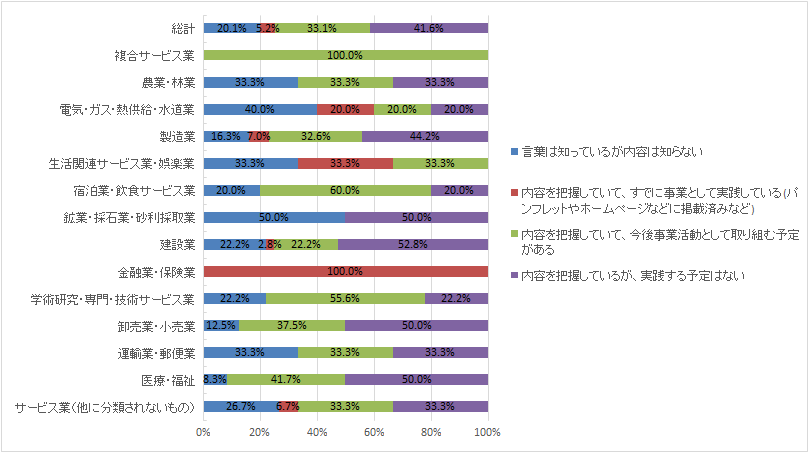 総計 20.1% 5.2% 33.1% 41.6%
複合サービス業 100.0%
農業・林業 33.3% 33.3% 33.3%
電気・ガス・熱供給・水道業 40.0% 20.0% 20.0% 20.0%
製造業 16.3% 7.0% 32.6% 44.2%
生活関連サービス業・娯楽業 33.3% 33.3% 33.3%
宿泊業・飲食サービス業 20.0% 60.0% 20.0%
鉱業・採石業・砂利採取業 50.0% 50.0%
建設業 22.2% 2.8% 22.2% 52.8%
金融業・保険業 100.0%
学術研究・専門・技術サービス業 22.2% 55.6% 22.2%
卸売業・小売業 12.5% 37.5% 50.0%
運輸業・郵便業 33.3% 33.3% 33.3%
医療・福祉 8.3% 41.7% 50.0%
サービス業(他に分類されないもの) 26.7% 6.7% 33.3% 33.3%
0% 20% 40% 60% 80% 100%
言葉は知っているが内容は知らない
内容を把握していて、すでに事業として実践している(パ
ンフレットやホームページなどに掲載済みなど)
内容を把握していて、今後事業活動として取り組む予定
がある
内容を把握しているが、実践する予定はない